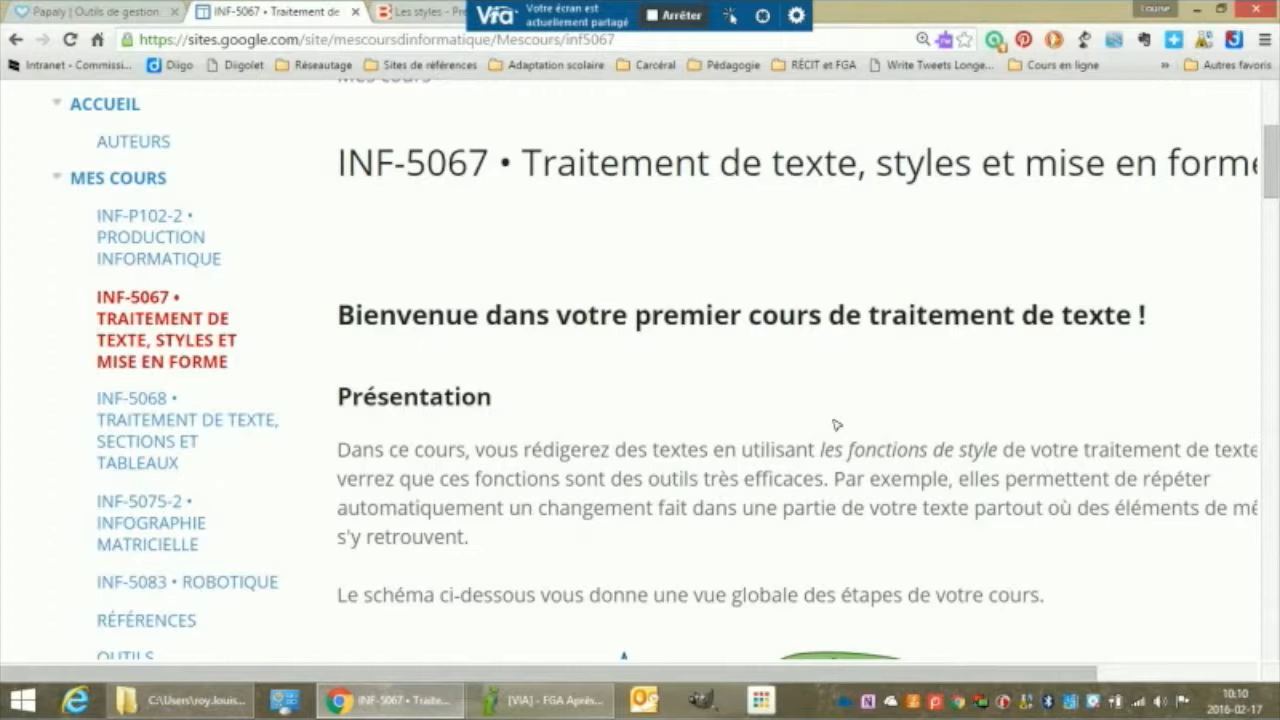 Papaly | Outils de gestion
INF-5067 • Traitement de
Les styles - Pre
Via
Votre écran est
actuellement partagé
Arrêter
Louise
https://sites.google.com/site/mescoursdinformatique/Mescours/inf5067
Intranet - Commissi...
Diigo
Diigolet
Réseautage
Sites de références
Adaptation scolaire
Carcéral
Pédagogie
RÉCIT et FGA
Write Tweets Longe...
Cours en ligne
»
Autres favoris
Mes cours
ACCUEIL
AUTEURS
MES COURS
INF-P102-2 •
PRODUCTION
INFORMATIQUE
INF-5067 •
TRAITEMENT DE
TEXTE, STYLES ET
MISE EN FORME
INF-5068 •
TRAITEMENT DE TEXTE,
SECTIONS ET
TABLEAUX
INF-5075-2 •
INFOGRAPHIE
MATRICIELLE
INF-5083 • ROBOTIQUE
RÉFÉRENCES
OUTILS
INF-5067 • Traitement de texte, styles et mise en forme
Bienvenue dans votre premier cours de traitement de texte !
Présentation
Dans ce cours, vous rédigerez des textes en utilisant les fonctions de style de votre traitement de texte
verrez que ces fonctions sont des outils très efficaces. Par exemple, elles permettent de répéter
automatiquement un changement fait dans une partie de votre texte partout où des éléments de mê
s'y retrouvent.
Le schéma ci-dessous vous donne une vue globale des étapes de votre cours.
C:\Users\roy.louis...
INF-5067 • Traite...
[VIA] - FGA Après...
10:10
2016-02-17